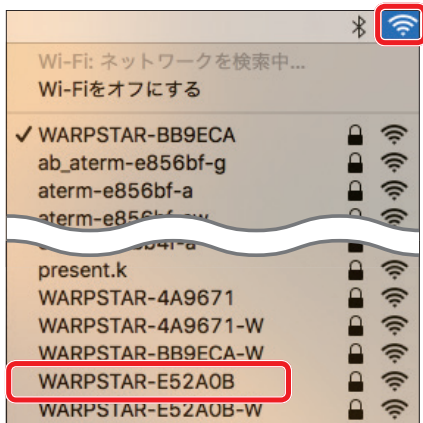 Wi-Fi: ネットワークを検索中...
Wi-Fiをオフにする
✓ WARPSTAR-BB9ECA
ab_aterm-e856bf-g
aterm-e856bf-a
present.k
WARPSTAR-4A9671
WARPSTAR-4A9671-W
WARPSTAR-BB9ECA-W
WARPSTAR-E52A0B
WARPSTAR-E52A0B-W